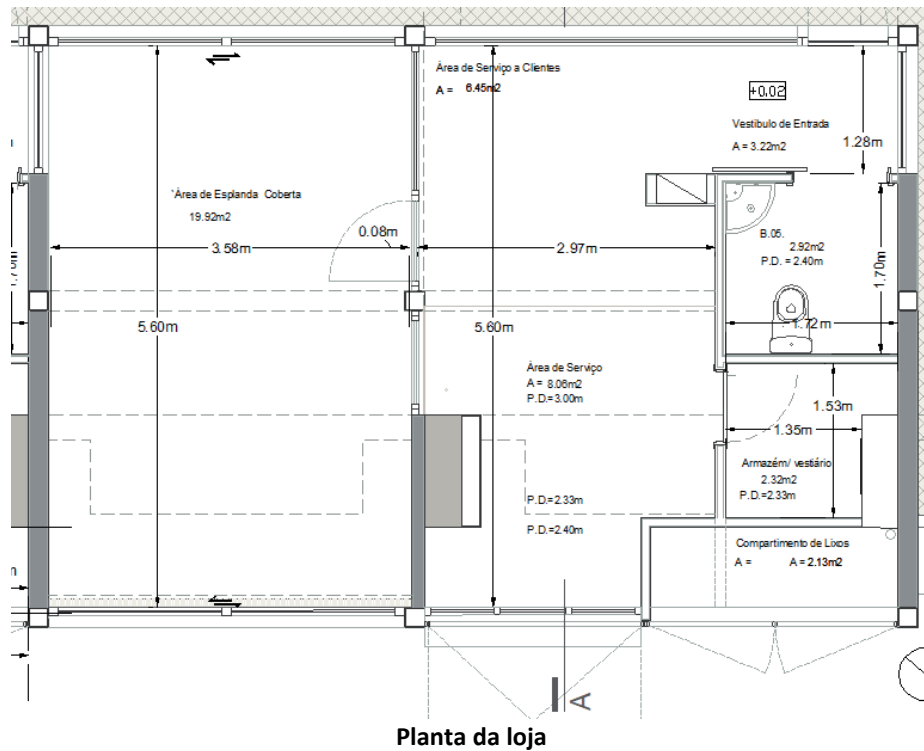 Área de Serviço a Clientes
A = 6.45m2
+0.02
Vestíbulo de Entrada
A = 3.22m2
1.28m
`Área de Esplanda Coberta
19.92m2
0.08m
3.58m
2.97m
B.05.
2.92m2
P.D. = 2.40m
1.70m
1.70m
5.60m
5.60m
1.72m
Área de Serviço
A = 8.06m2
P.D.=3.00m
1.53m
1.35m
Armazém/ vestiário
2.32m2
P.D.=2.33m
P.D.=2.33m
P.D.=2.40m
Compartimento de Lixos
A = A = 2.13m2
m
A
Planta da loja